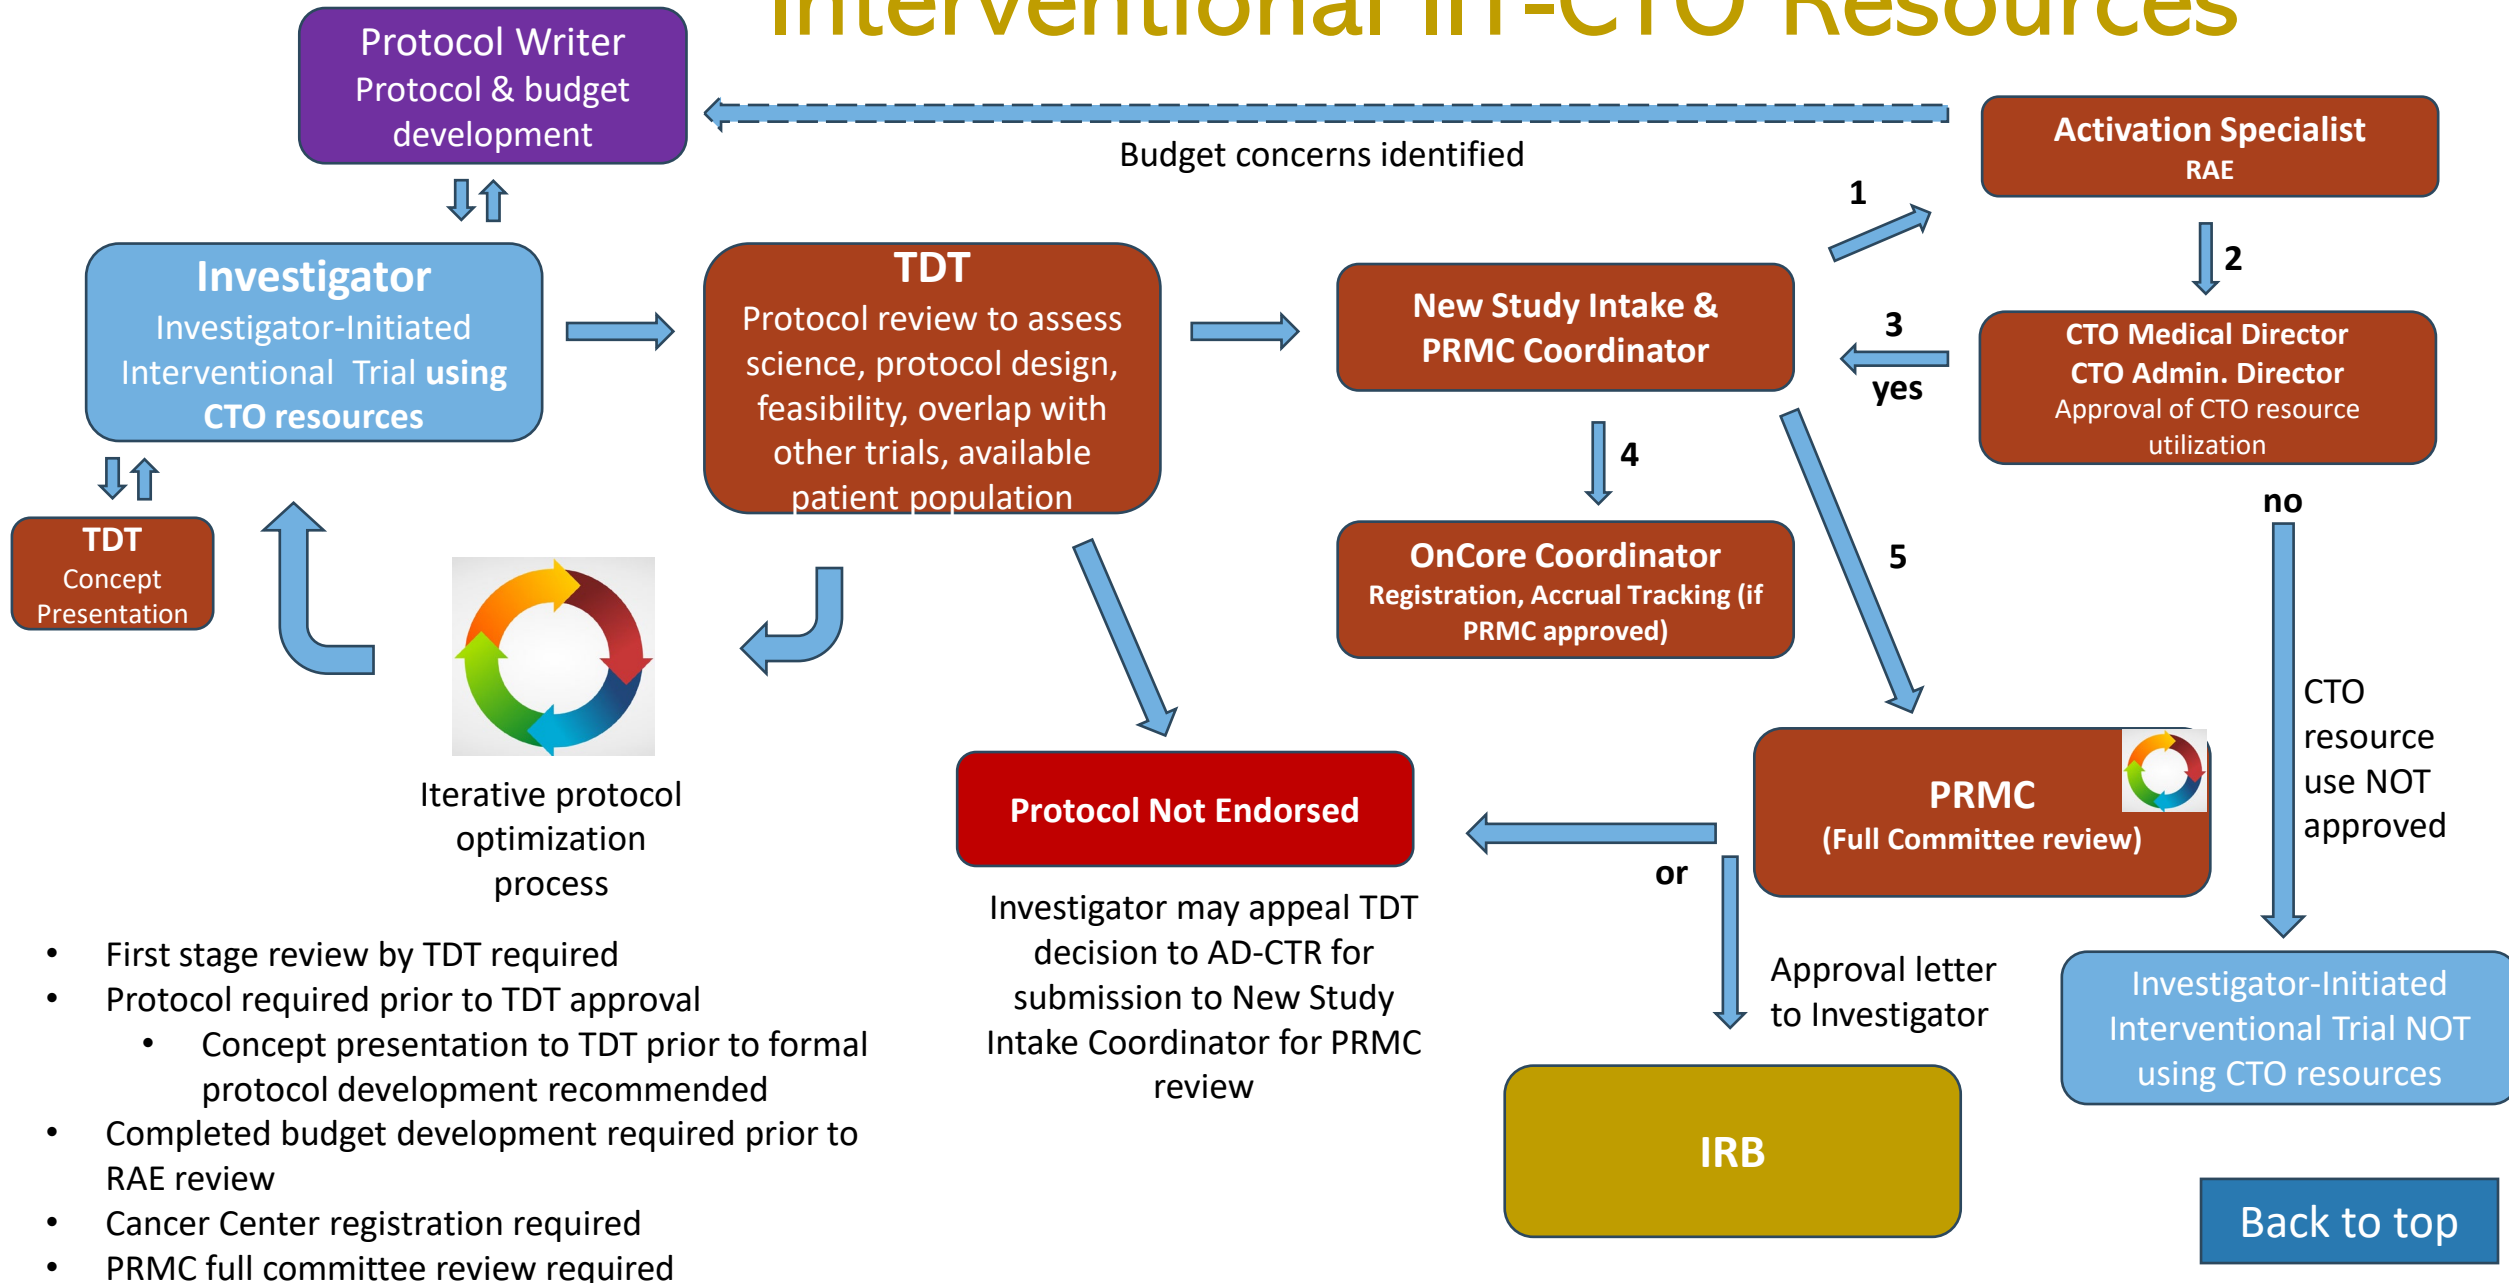 Interventional IIT-CTO Resources
Protocol Writer
Protocol & budget
development
Budget concerns identified
Activation Specialist
RAE
1
2
Investigator
Investigator-Initiated
Interventional Trial using
CTO resources
TDT
Protocol review to assess
science, protocol design,
feasibility, overlap with
other trials, available
patient population
New Study Intake &
PRMC Coordinator
3
yes
CTO Medical Director
CTO Admin. Director
Approval of CTO resource
utilization
no
4
5
TDT
Concept
Presentation
OnCore Coordinator
Registration, Accrual Tracking (if
PRMC approved)
CTO
resource
use NOT
approved
Iterative protocol
optimization
process
Protocol Not Endorsed
or
PRMC
(Full Committee review)
Investigator may appeal TDT
decision to AD-CTR for
submission to New Study
Intake Coordinator for PRMC
review
Approval letter
to Investigator
Investigator-Initiated
Interventional Trial NOT
using CTO resources
IRB
• First stage review by TDT required
• Protocol required prior to TDT approval
• Concept presentation to TDT prior to formal
protocol development recommended
• Completed budget development required prior to
RAE review
• Cancer Center registration required
• PRMC full committee review required
Back to top